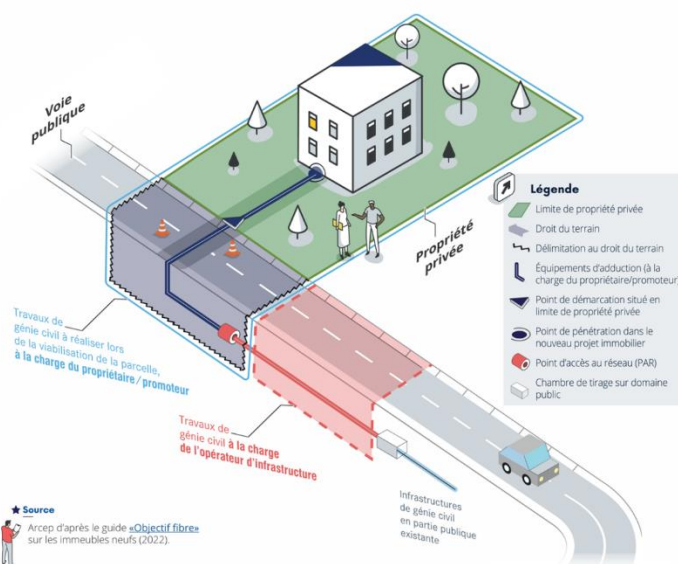 Voie
publique
Propriété
privée
Travaux de
génie civil à réaliser lors
de la viabilisation de la parcelle,
à la charge du propriétaire/promoteur
Travaux de
génie civil à la charge
de l'opérateur d'infrastructure
Infrastructures
de génie civil
en partie publique
existante
Légende
Limite de propriété privée
Droit du terrain
Délimitation au droit du terrain
Équipements d'adduction (à la
charge du propriétaire/promoteur)
Point de démarcation situé en
limite de propriété privée
Point de pénétration dans le
nouveau projet immobilier
Point d'accès au réseau (PAR)
Chambre de tirage sur domaine
public
Source
Arcep d'après le guide «Objectif fibre»
sur les immeubles neufs (2022).